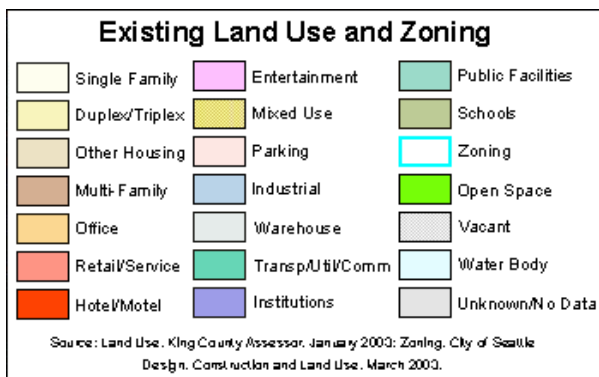 Existing Land Use and Zoning
Single Family
Entertainment
Public Facilities
Duplex/Triplex
Mixed Use
Schools
Other Housing
Parking
Zoning
Multi-Family
Industrial
Open Space
Office
Warehouse
Vacant
Retail/Service
Transp/Util/Comm
Water Body
Hotel/Motel
Institutions
Unknown/No Data
Source: Land Use, King County Assessor, January 2003; Zoning, City of Seattle
Design, Construction and Land Use, March 2003.